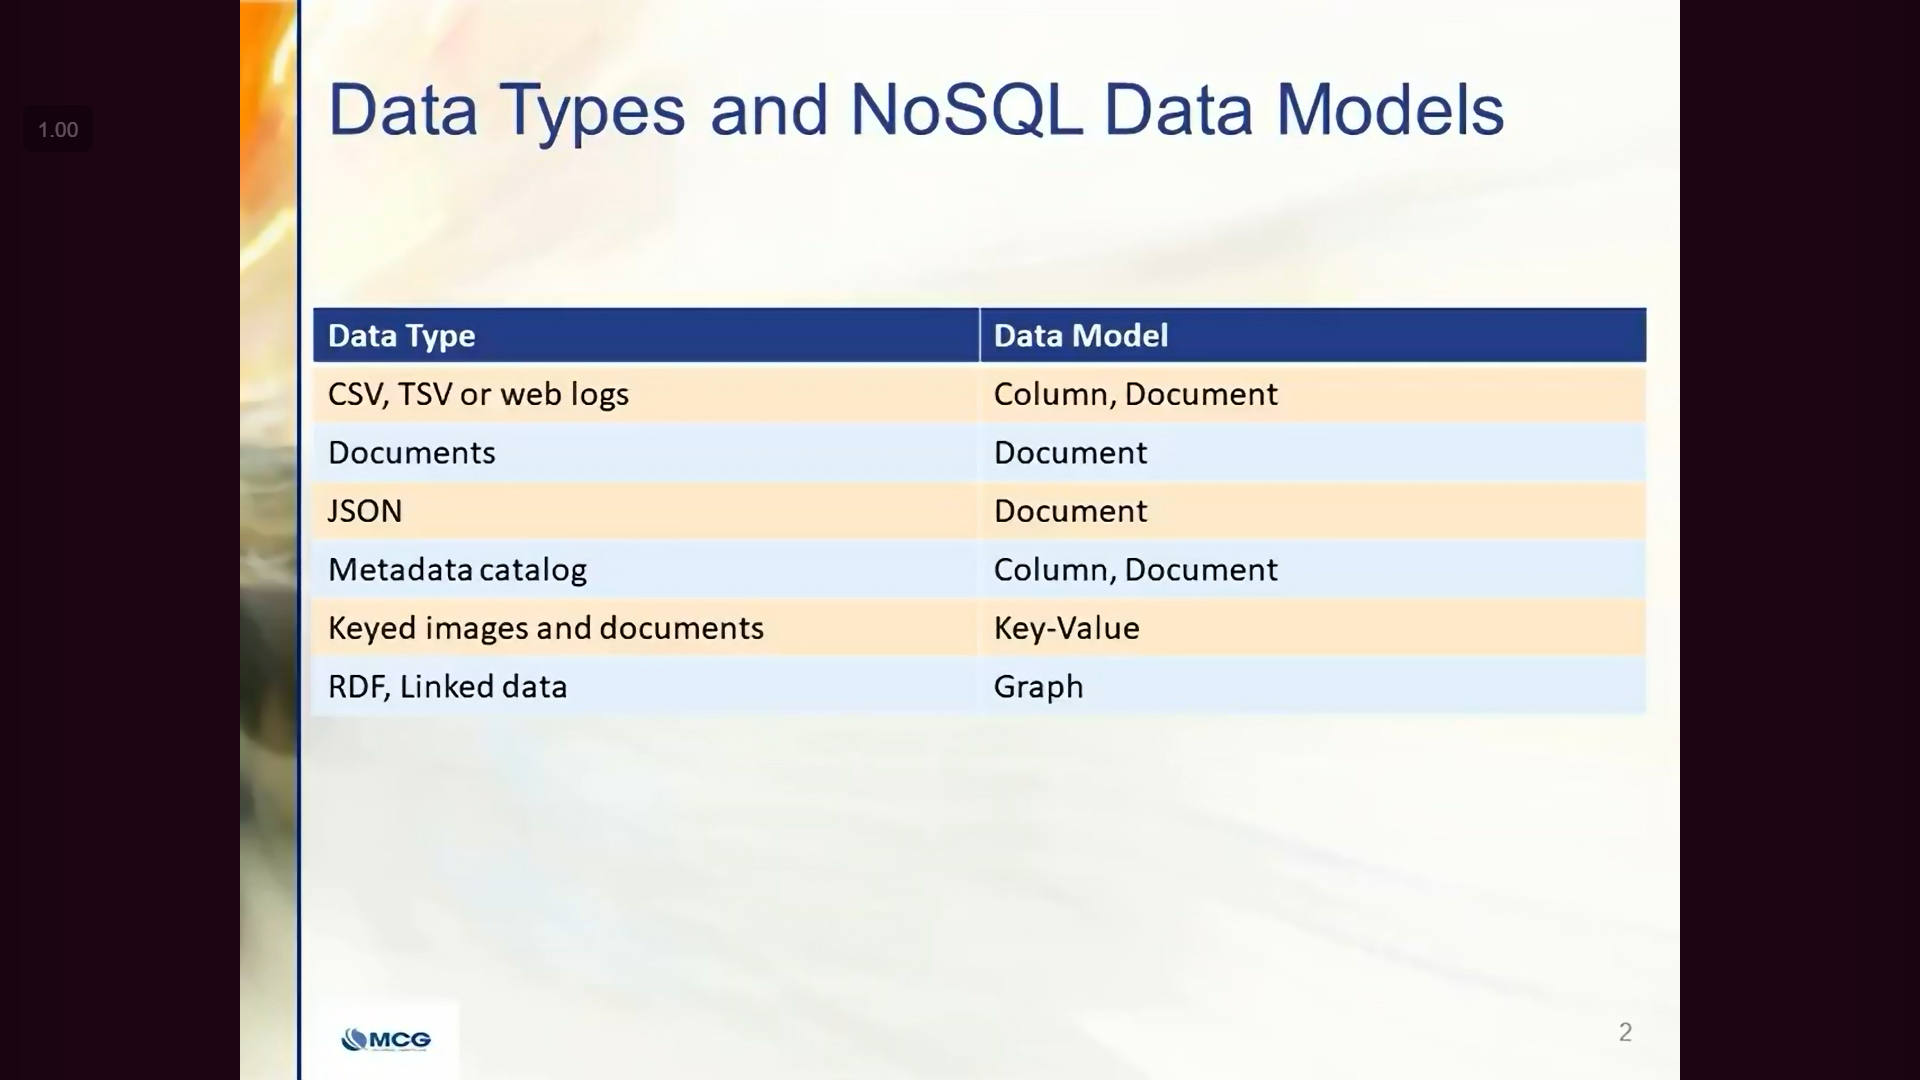 1.00
Data Types and NoSQL Data Models
Data Type Data Model
CSV, TSV or web logs Column, Document
Documents Document
JSON Document
Metadata catalog Column, Document
Keyed images and documents Key-Value
RDF, Linked data Graph
MCG
2